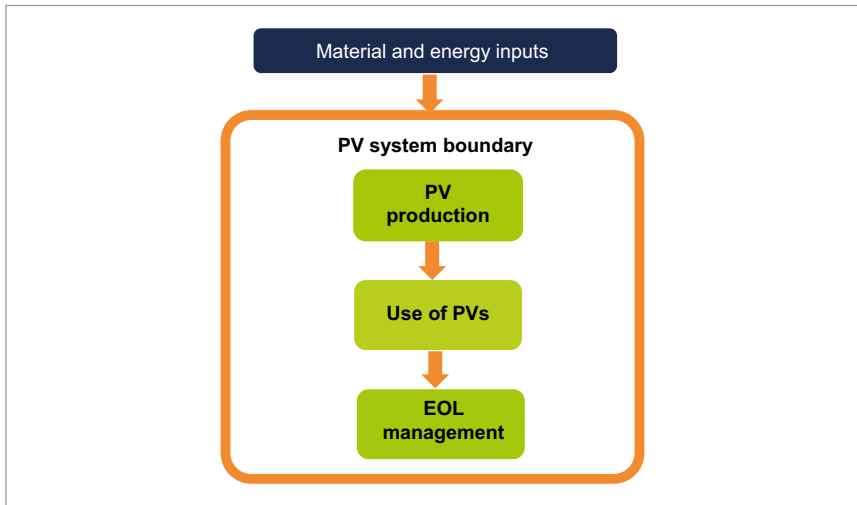 Material and energy inputs
PV system boundary
PV
production
Use of PVs
EOL
management